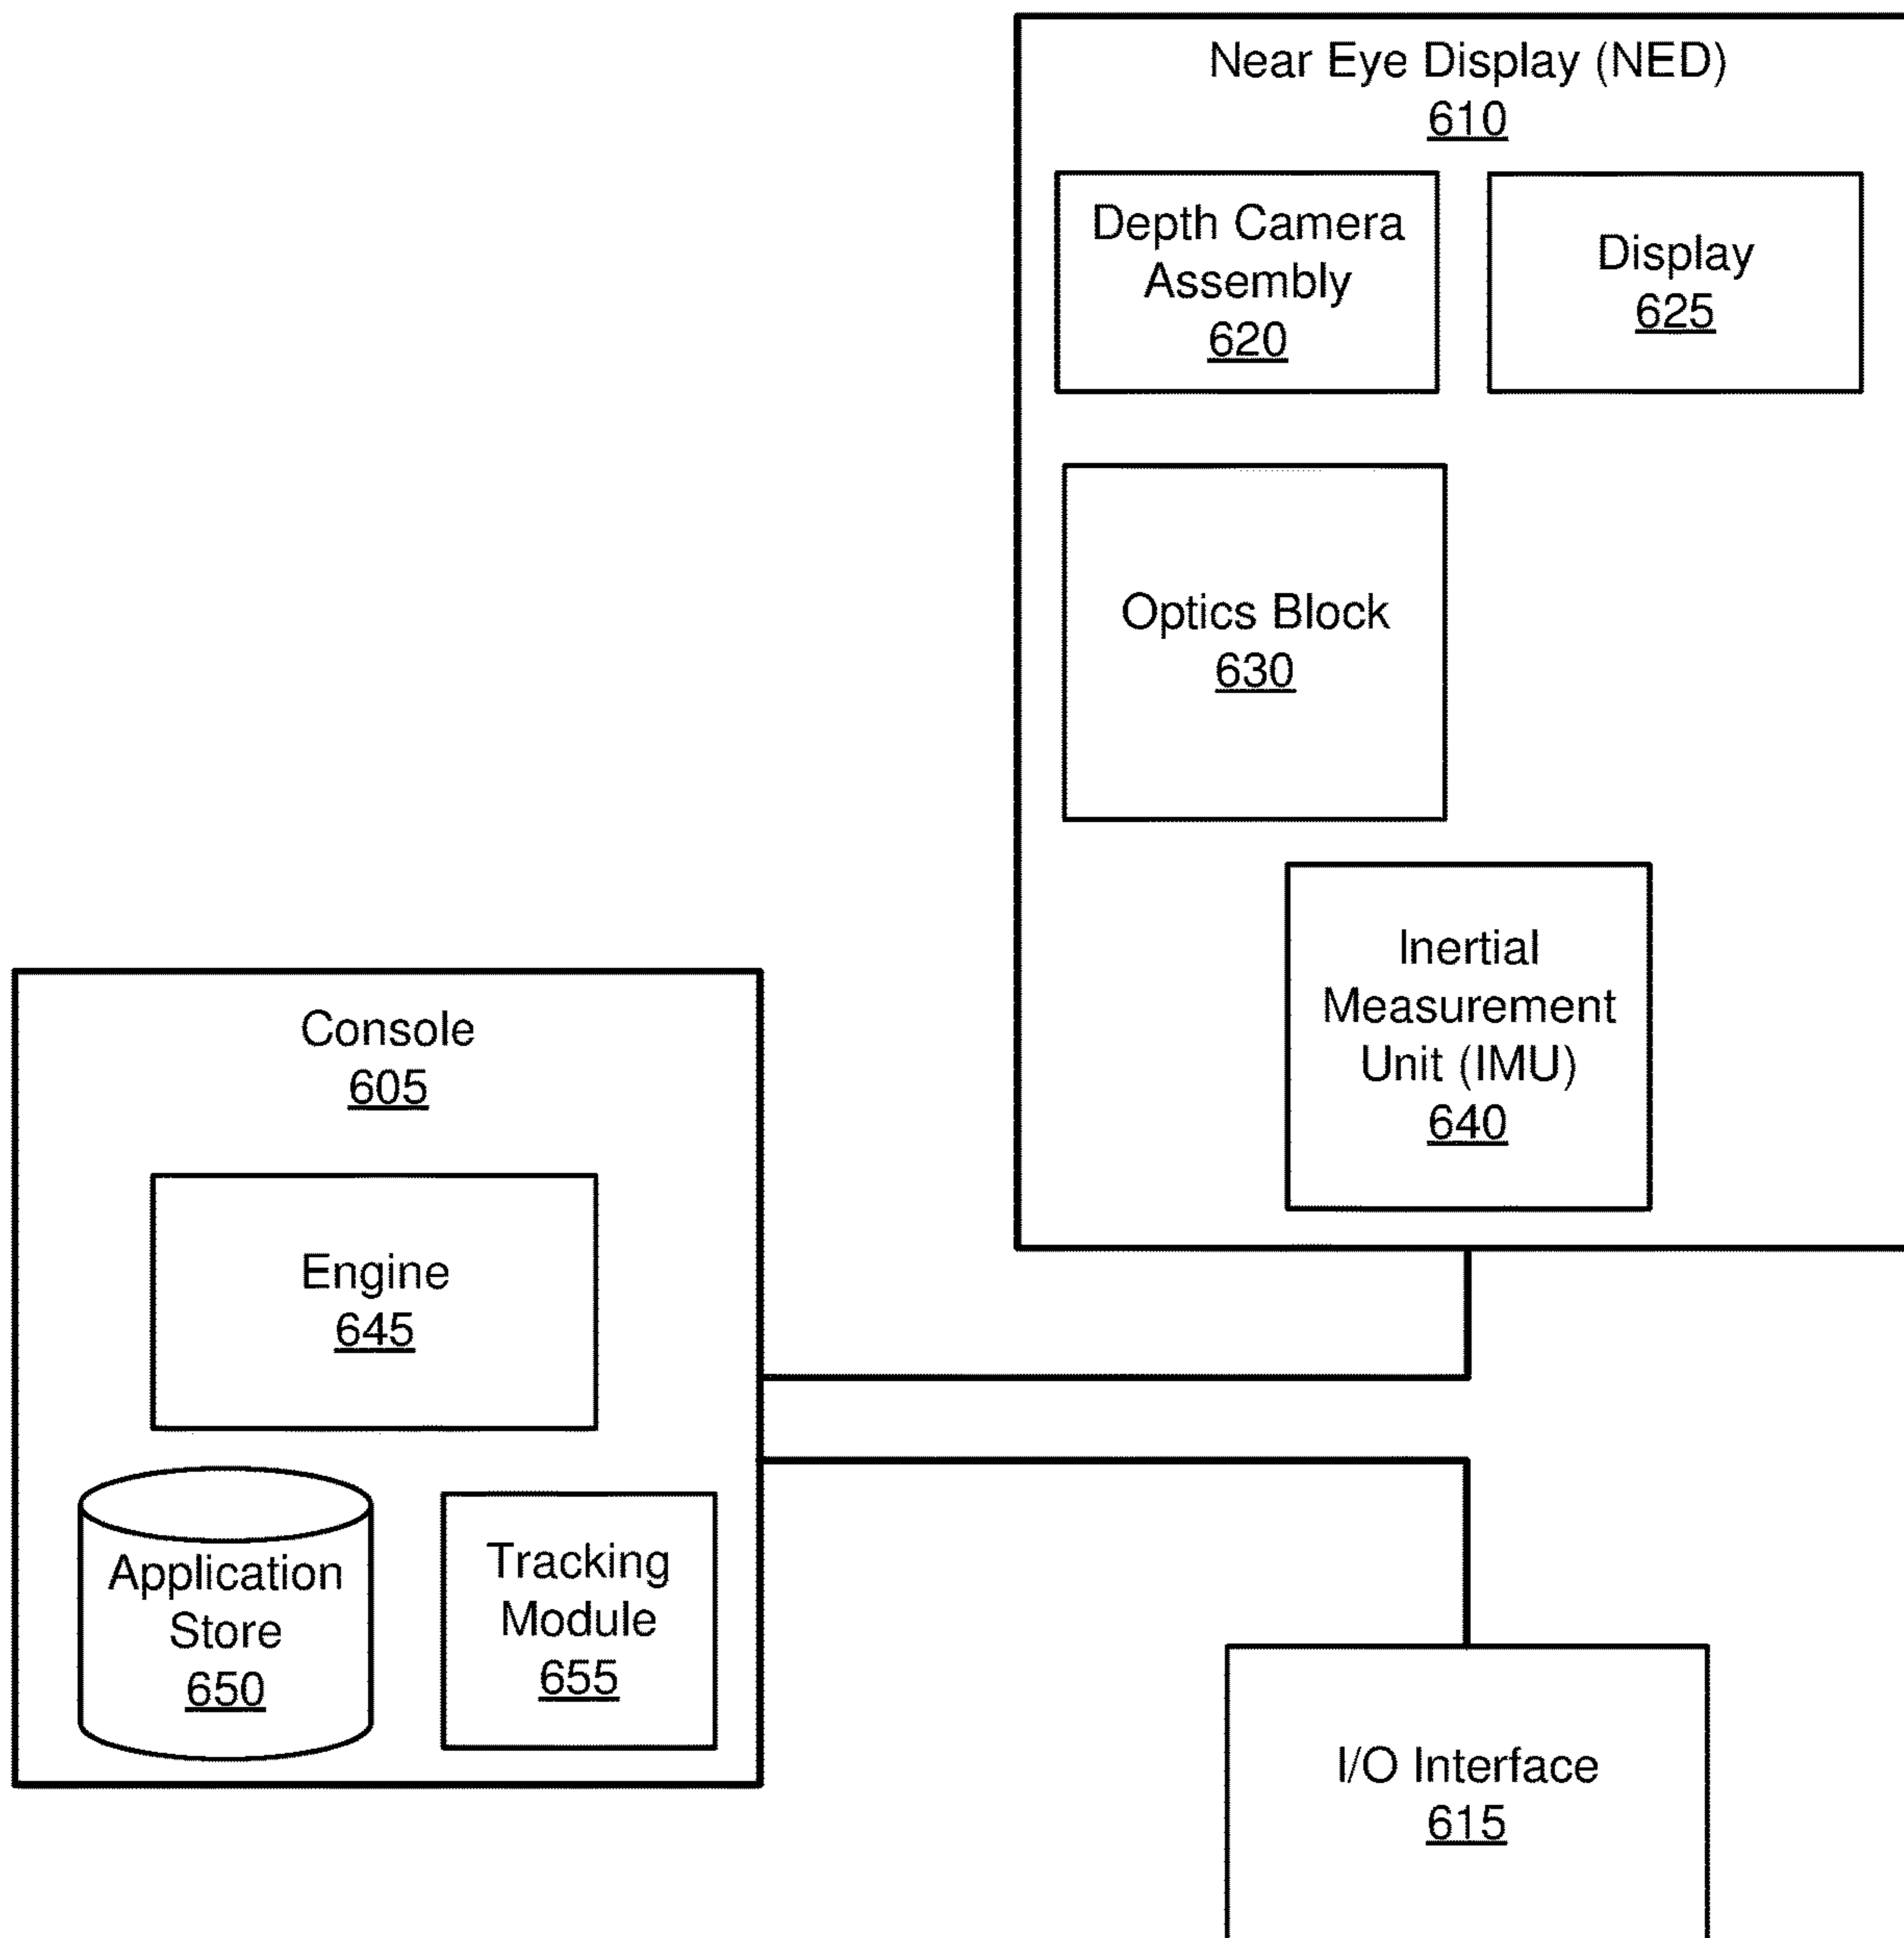 Near Eye Display (NED)
610
Depth Camera
Assembly
620
Display
625
Optics Block
630
Inertial
Measurement
Unit (IMU)
640
Console
605
Engine
645
Application
Store
650
Tracking
Module
655
I/O Interface
615